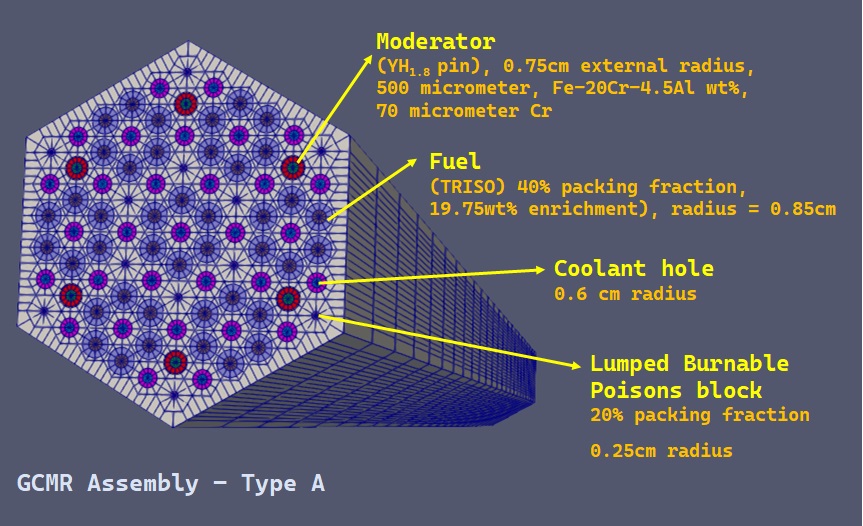 Moderator
(YH1.8 pin), 0.75cm external radius,
500 micrometer, Fe-20Cr-4.5Al wt%,
70 micrometer Cr
Fuel
(TRISO) 40% packing fraction,
19.75wt% enrichment), radius = 0.85cm
Coolant hole
0.6 cm radius
Lumped Burnable
Poisons block
20% packing fraction
0.25cm radius
GCMR Assembly - Type A